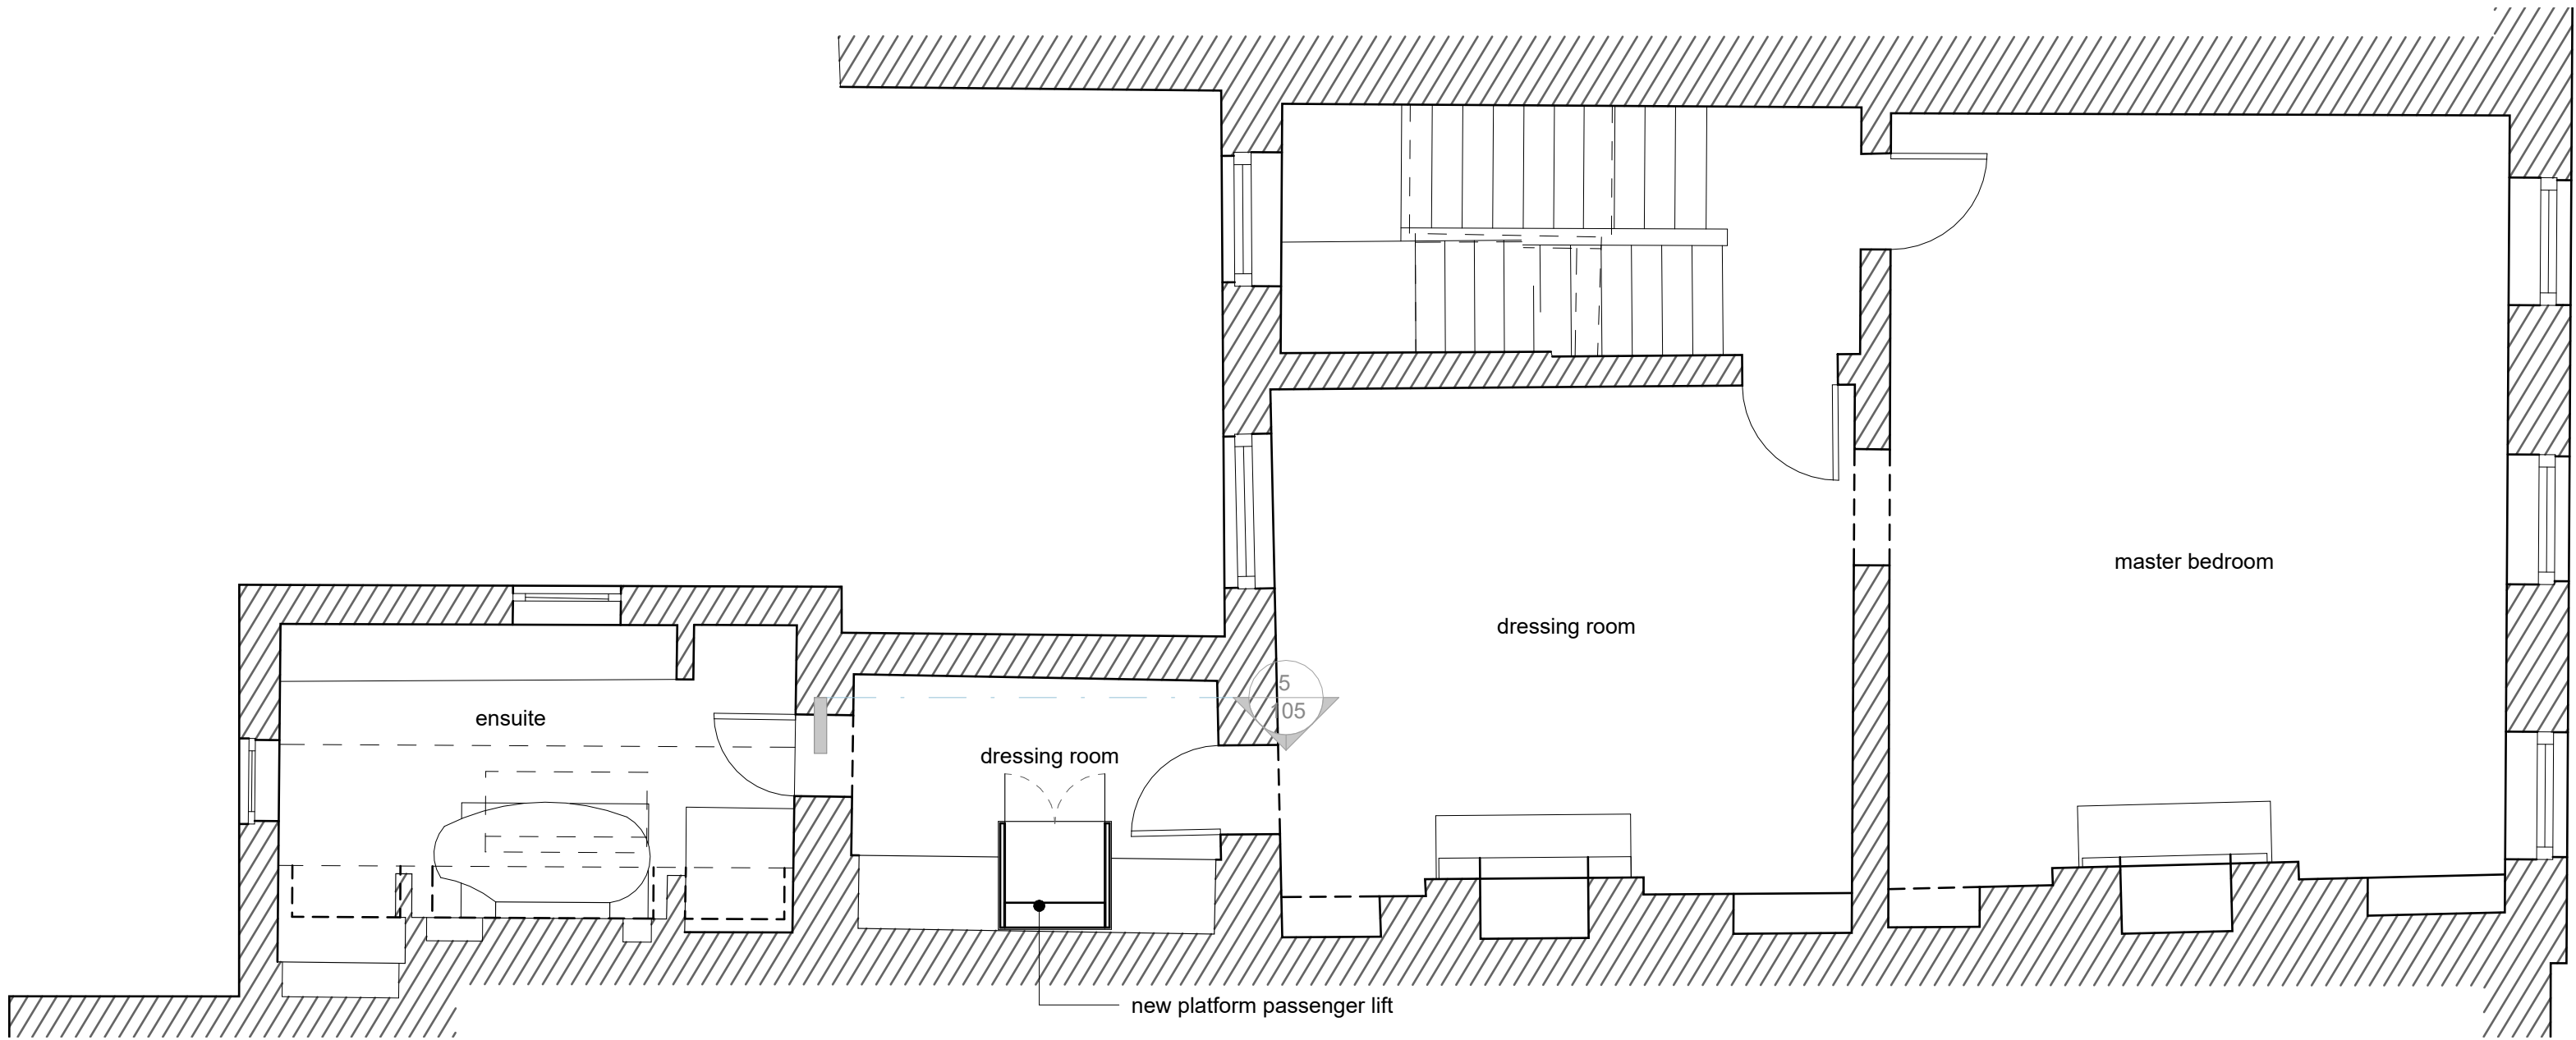 master bedroom
dressing room
5
105
ensuite
dressing room
new platform passenger lift